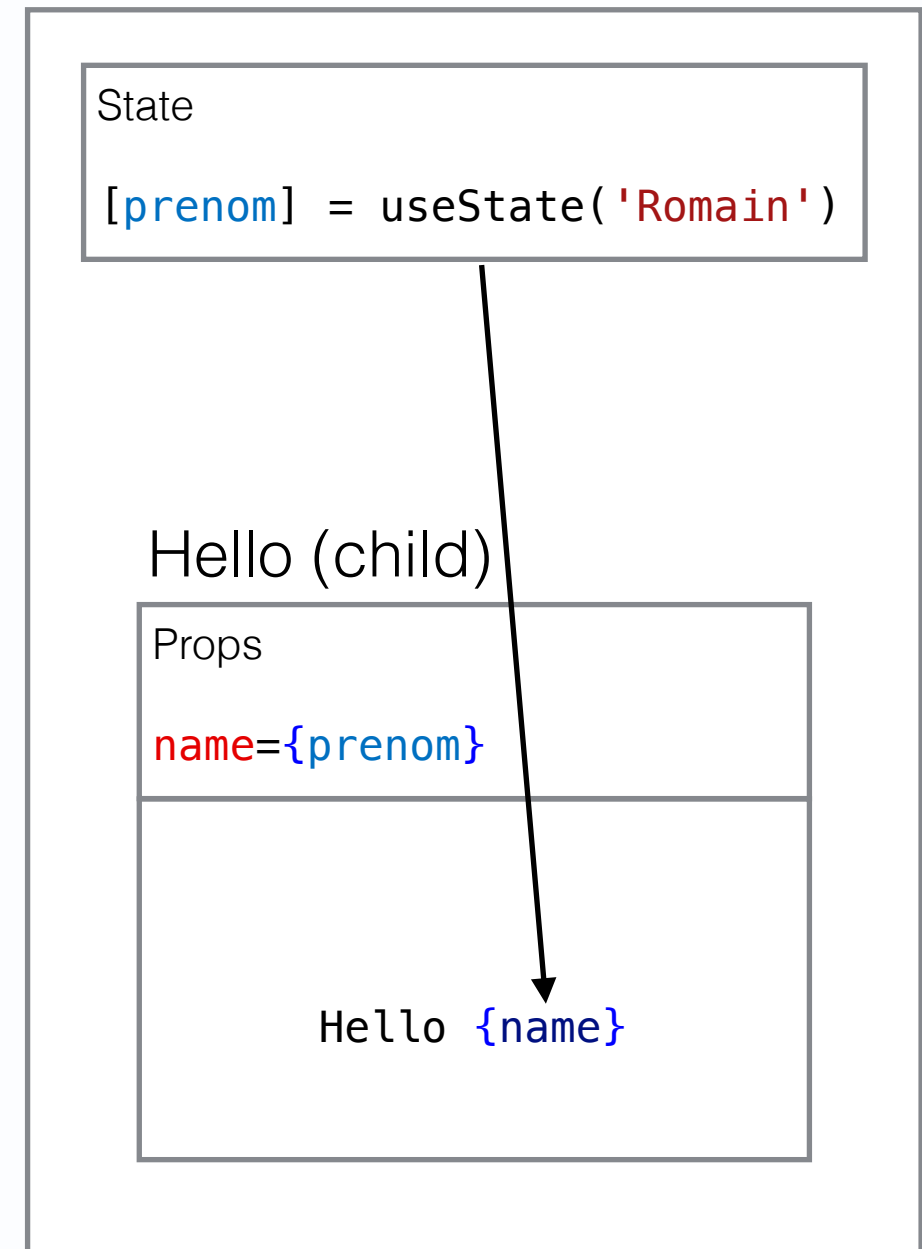 State
[prenom] = useState('Romain')
Hello (child)
Props
name={prenom}
Hello {name}